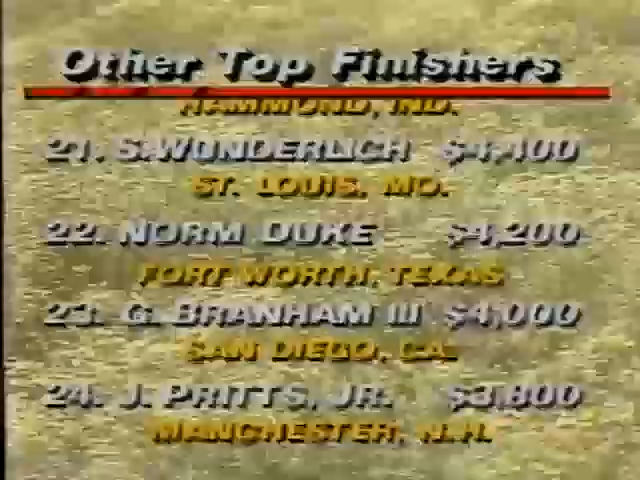 Other Top Finishers
HAMMOND, IND.
21. S.WUNDERLICH $4,400
ST. LOUIS, MO.
22. NORM DUKE $4,200
FORT WORTH, TEXAS
23. G. BRANHAM III $4,000
SAN DIEGO, CA.
24. J. PRITTS, JR. $3,800
MANCHESTER, N.H.